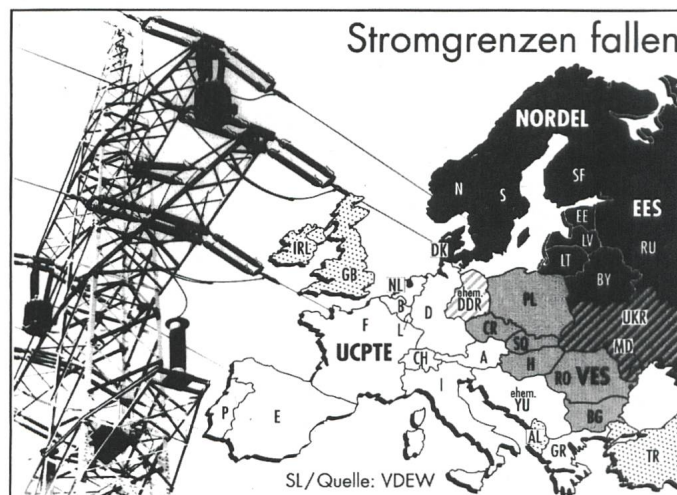 Stromgrenzen fallen
NORDEL
N
S
SF
EES
EE
LV
RU
LT
BY
DK
IRL
GB
NL
ehem.
DDR
PL
B
D
UKR
F
L
CR
SQ
MD
UCPTE
CH
A
H
RO
VES
I
ehem.
YU
BG
P
E
AL
GR
TR
SL/Quelle: VDEW